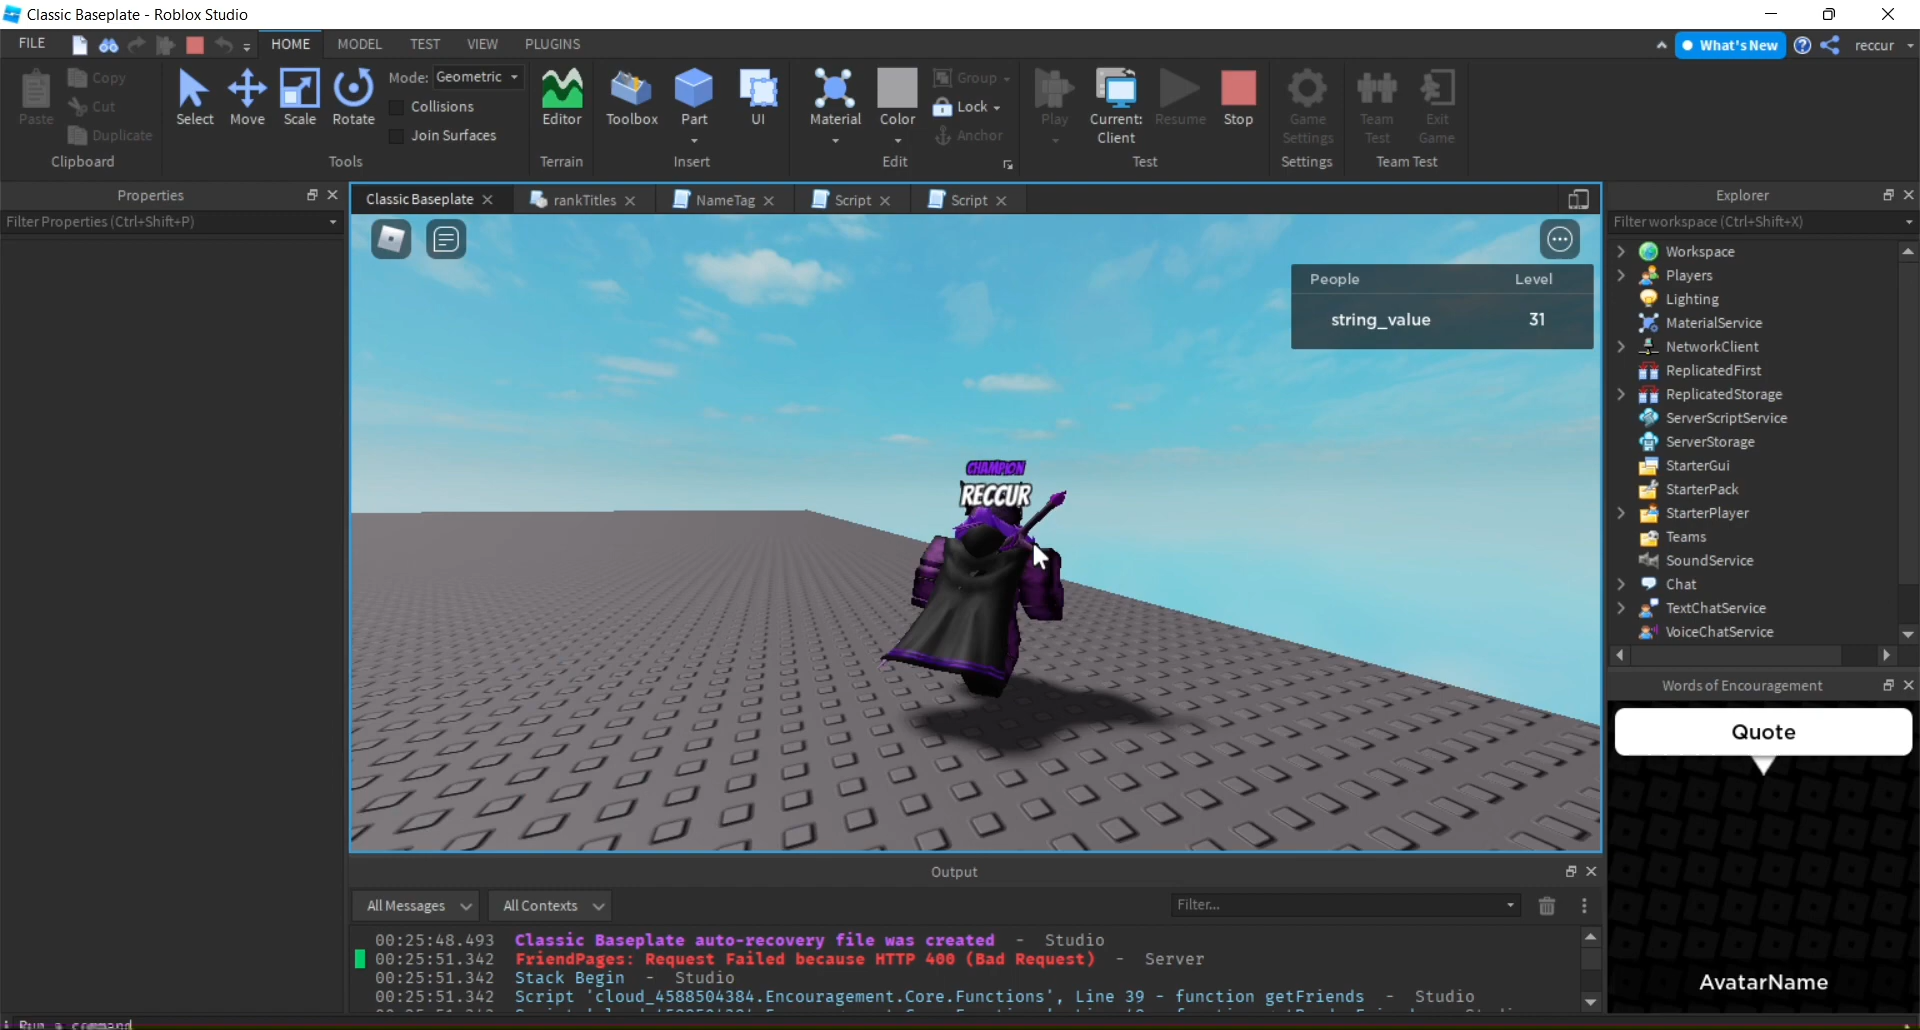 Classic Baseplate - Roblox Studio
FILE HOME MODEL TEST VIEW PLUGINS What's New reccur
Paste Copy Cut Duplicate Clipboard
Select Move Scale Rotate Mode: Geometric Collisions Join Surfaces Tools
Editor Terrain
Toolbox Part UI Insert
Material Color Group Lock Anchor Edit
Play Current: Client Resume Stop Test
Game Settings Settings
Team Test Exit Game Team Test
Properties
Filter Properties (Ctrl+Shift+P)
Classic Baseplate rankTitles NameTag Script Script
People Level
string_value 31
CHAMPION
RECCUR
Explorer
Filter workspace (Ctrl+Shift+X)
Workspace
Players
Lighting
MaterialService
NetworkClient
ReplicatedFirst
ReplicatedStorage
ServerScriptService
ServerStorage
StarterGui
StarterPack
StarterPlayer
Teams
SoundService
Chat
TextChatService
VoiceChatService
Words of Encouragement
Quote
AvatarName
Output
All Messages All Contexts Filter...
00:25:48.493 Classic Baseplate auto-recovery file was created - Studio
00:25:51.342 FriendPages: Request Failed because HTTP 400 (Bad Request) - Server
00:25:51.342 Stack Begin - Studio
00:25:51.342 Script 'cloud_4588504384.Encouragement.Core.Functions', Line 39 - function getFriends - Studio
Run a command